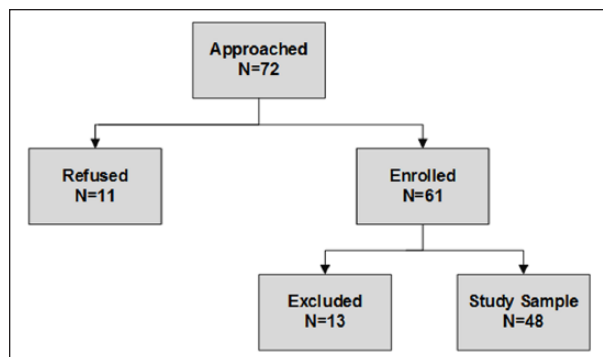 Approached
N=72
Refused
N=11
Enrolled
N=61
Excluded
N=13
Study Sample
N=48